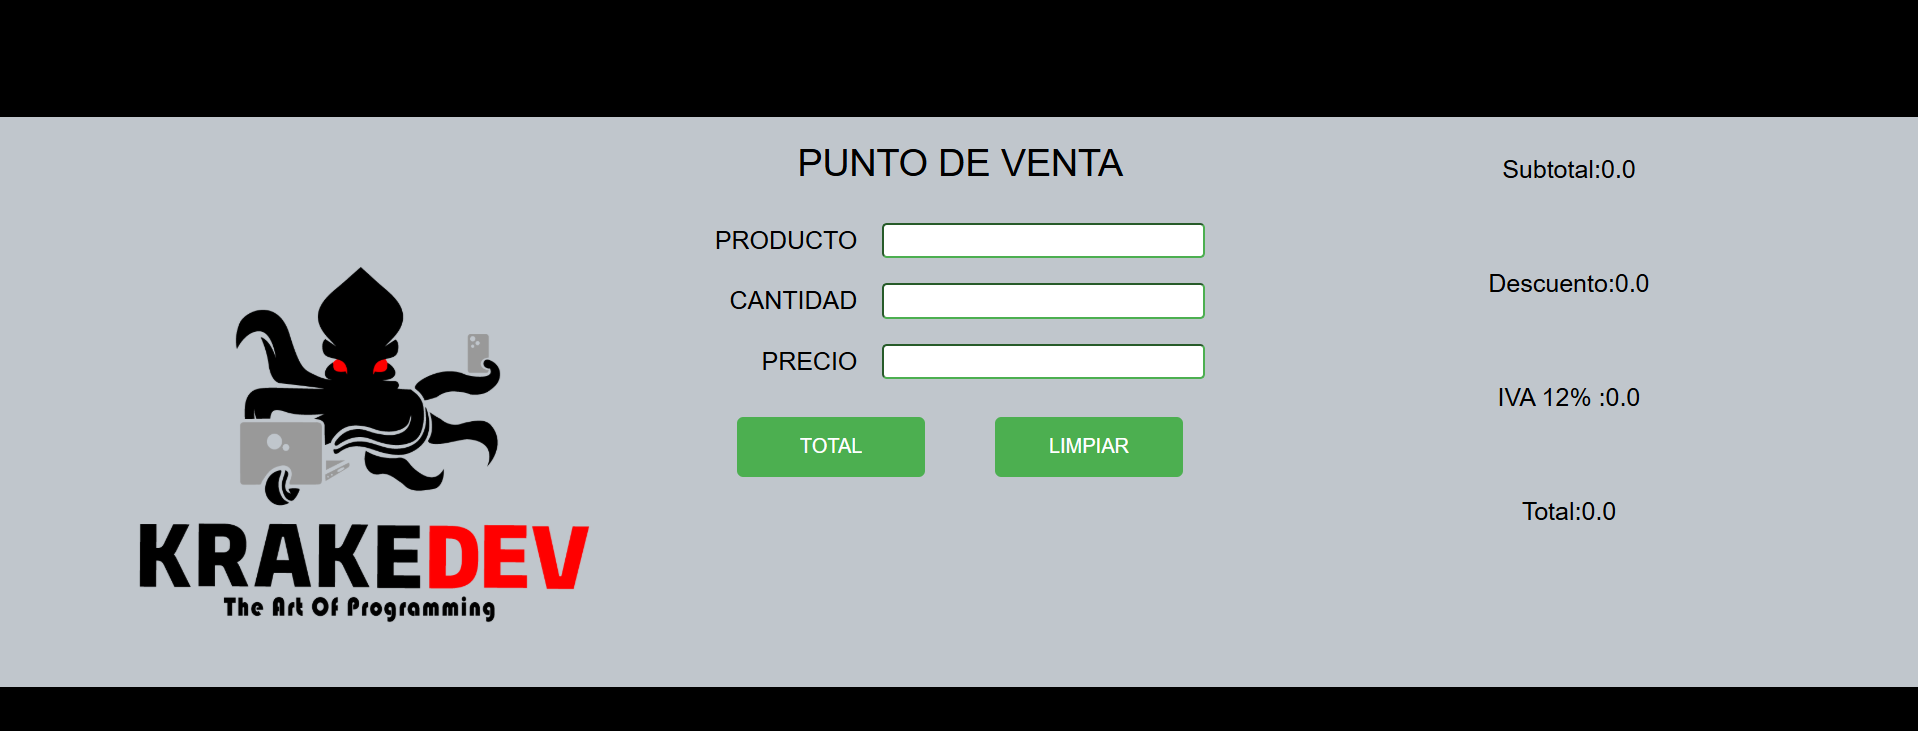 KRAKEDEV
The Art Of Programming
PUNTO DE VENTA
PRODUCTO
CANTIDAD
PRECIO
TOTAL LIMPIAR
Subtotal:0.0
Descuento:0.0
IVA 12% :0.0
Total:0.0